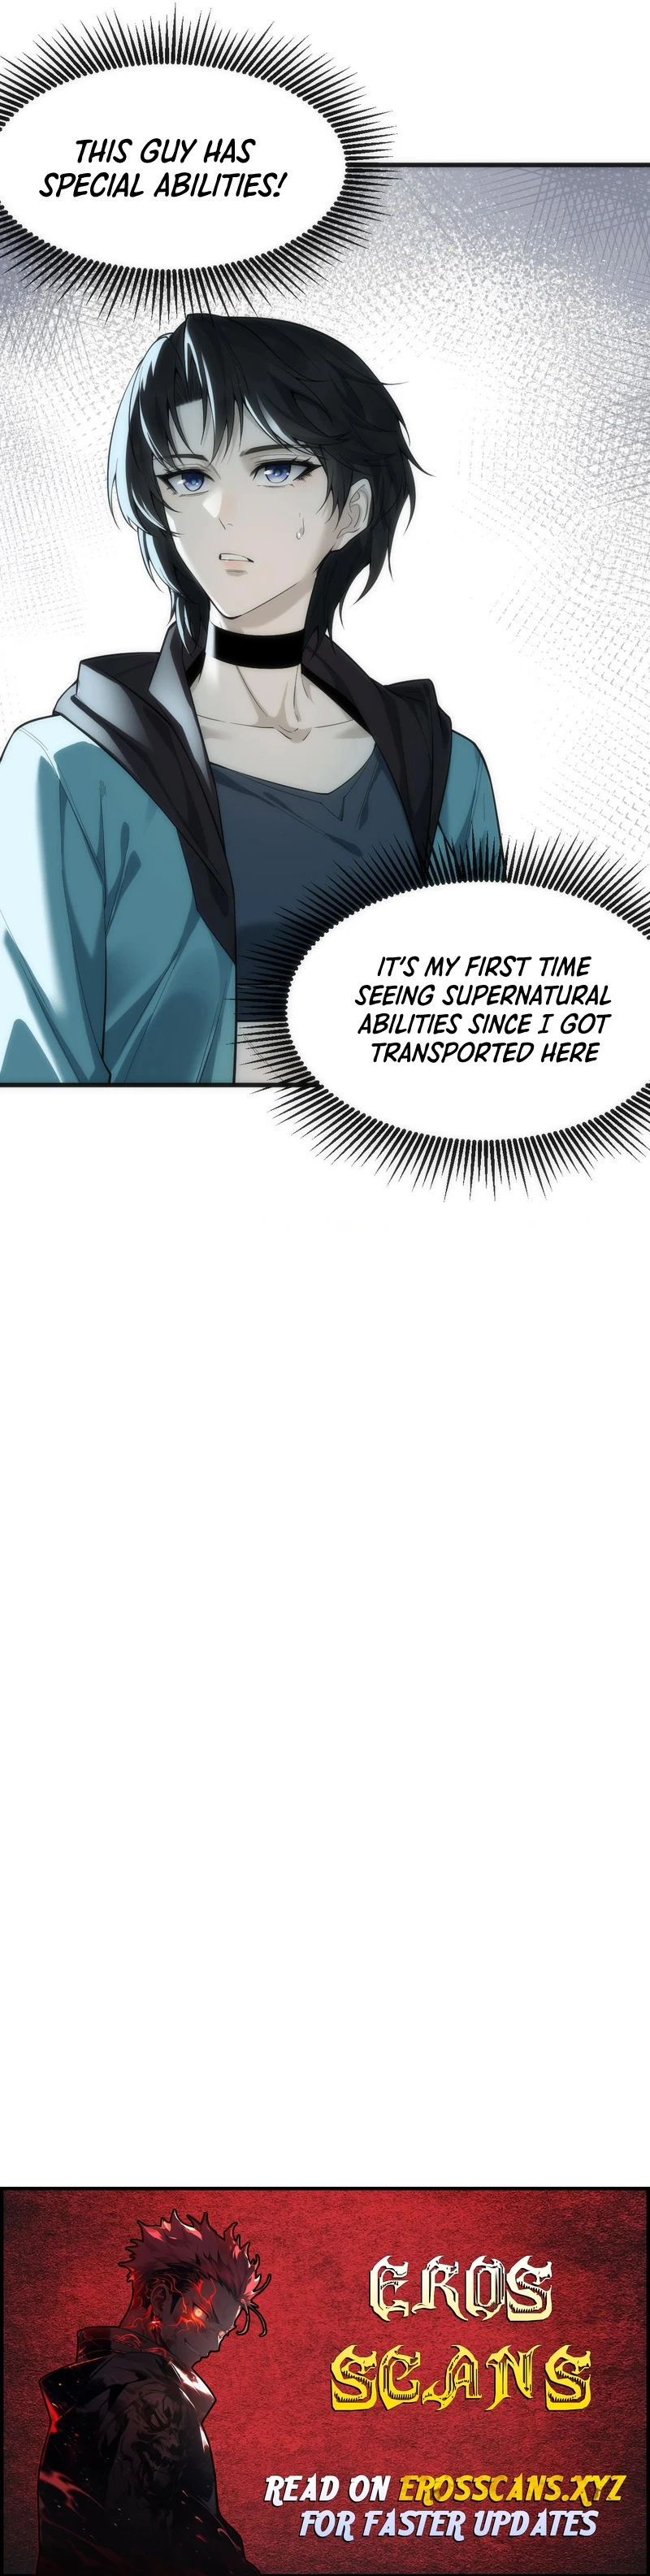 THIS GUY HAS
SPECIAL ABILITIES!
IT'S MY FIRST TIME
SEEING SUPERNATURAL
ABILITIES SINCE I GOT
TRANSPORTED HERE
EROS
SCANS
READ ON EROSSCANS.XYZ
FOR FASTER UPDATES